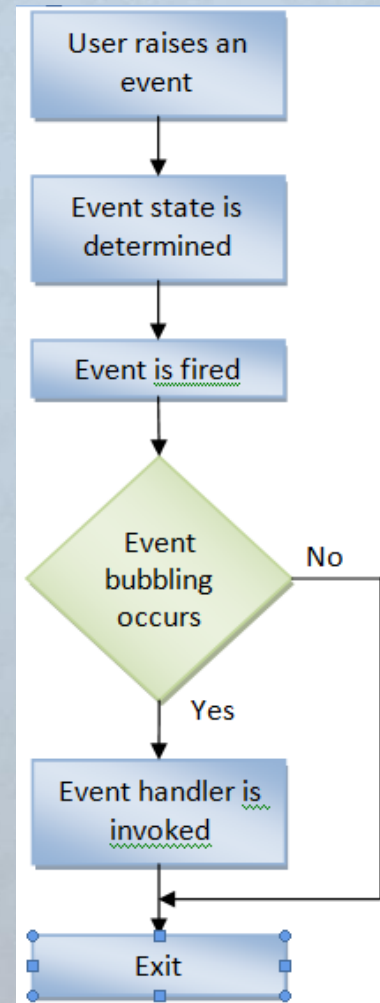 User raises an
event
Event state is
determined
Event is fired
Event
bubbling
occurs
No
Yes
Event handler is
invoked
Exit